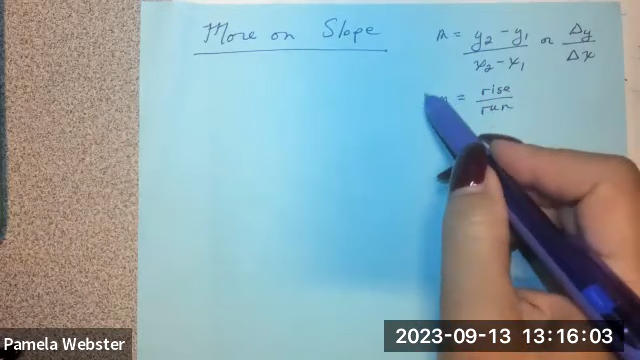 More on Slope
m = y2 - y1 / x2 - x1 or Δy / Δx
m = rise / run
Pamela Webster
2023-09-13 13:16:03